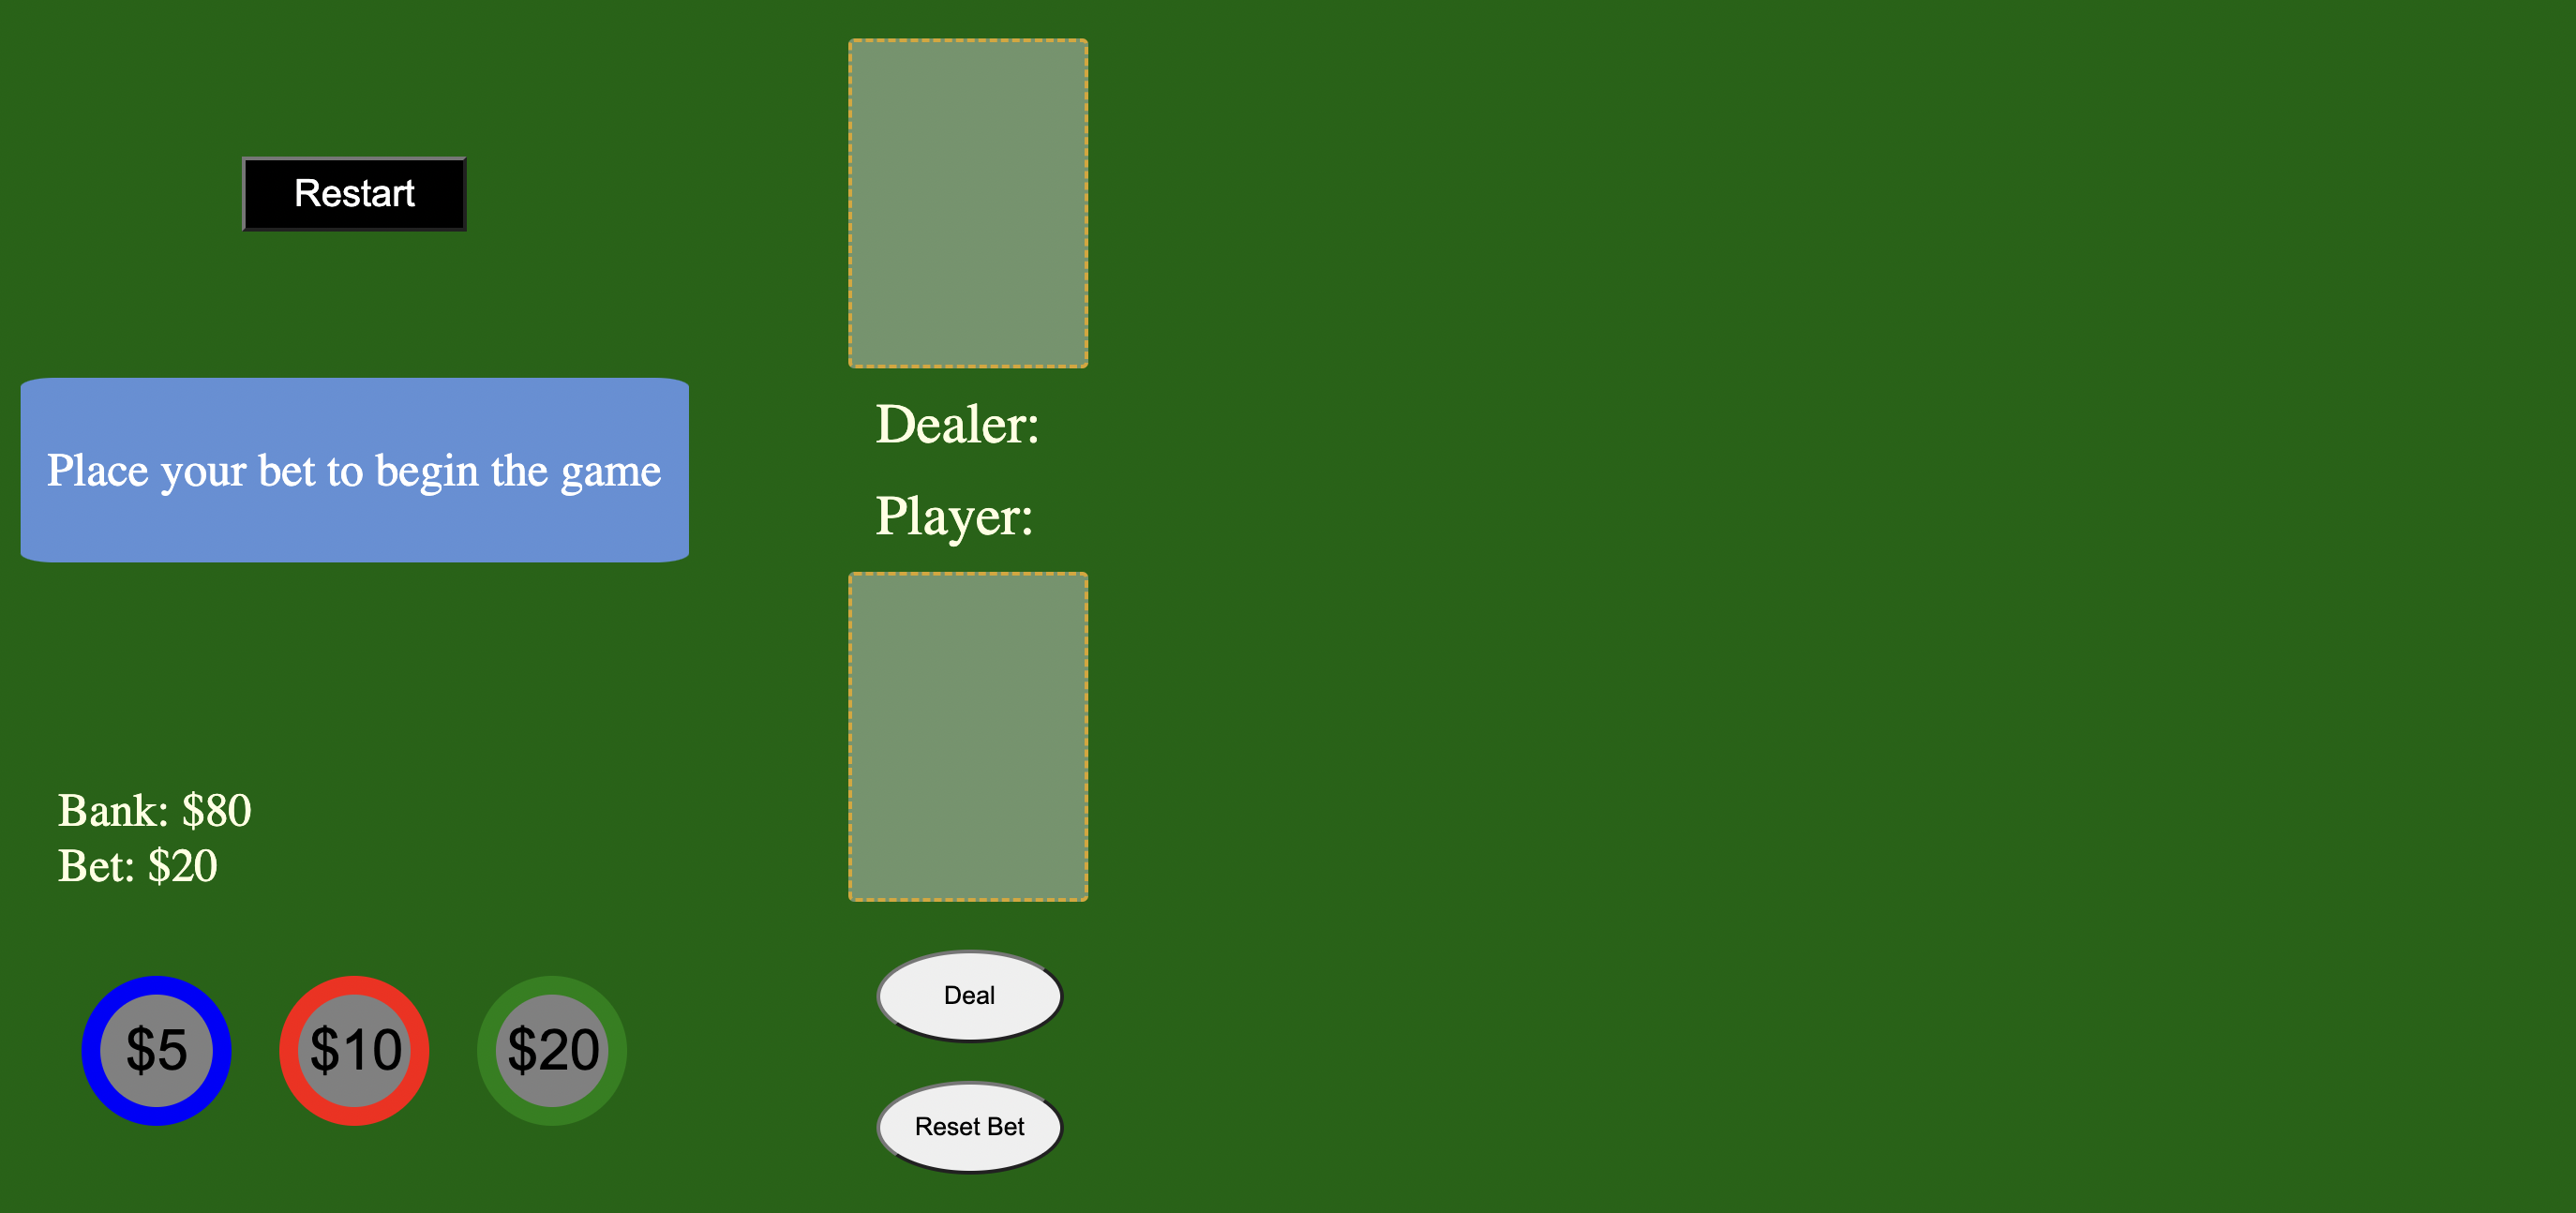 Restart
Place your bet to begin the game
Bank: $80
Bet: $20
$5
$10
$20
Dealer:
Player:
Deal
Reset Bet